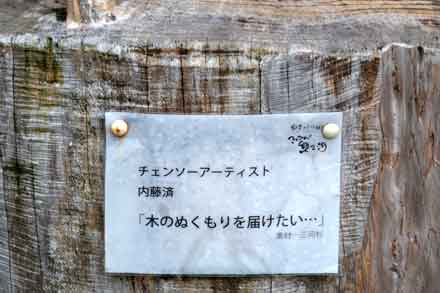 チェンソーアーティスト
内藤済
「木のぬくもりを届けたい…」
素材…三河杉